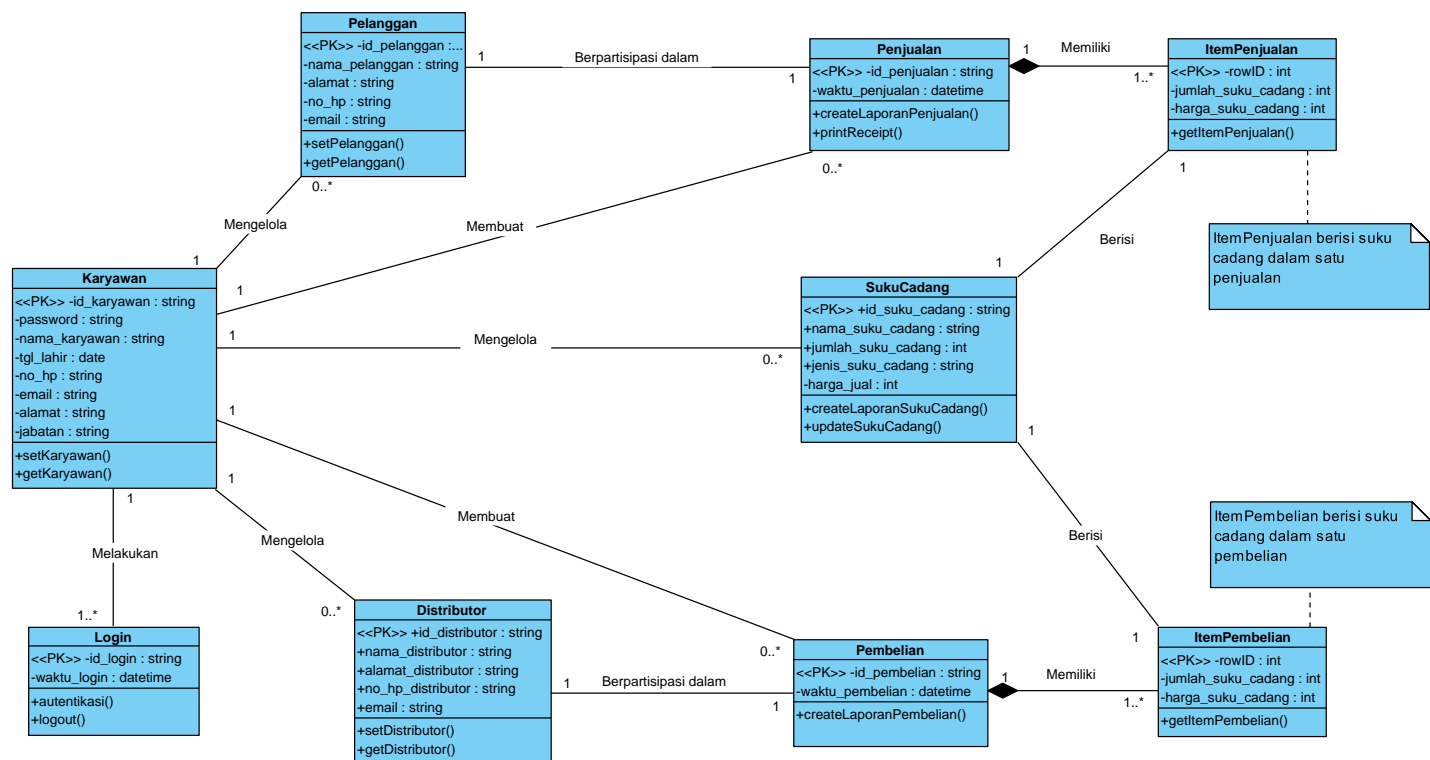 Pelanggan
<<PK>> -id_pelanggan :...
-nama_pelanggan : string
-alamat : string
-no_hp : string
-email : string
+setPelanggan()
+getPelanggan()
1
Berpartisipasi dalam
1
Penjualan
<<PK>> -id_penjualan : string
-waktu_penjualan : datetime
+createLaporanPenjualan()
+printReceipt()
1
Memiliki
1..*
ItemPenjualan
<<PK>> -rowID : int
-jumlah_suku_cadang : int
-harga_suku_cadang : int
+getItemPenjualan()
0..*
Mengelola
1
0..*
Membuat
1
1
Berisi
1
ItemPenjualan berisi suku
cadang dalam satu
penjualan
Karyawan
<<PK>> -id_karyawan : string
-password : string
-nama_karyawan : string
-tgl_lahir : date
-no_hp : string
-email : string
-alamat : string
-jabatan : string
+setKaryawan()
+getKaryawan()
1
Mengelola
0..*
SukuCadang
<<PK>> +id_suku_cadang : string
+nama_suku_cadang : string
+jumlah_suku_cadang : int
+jenis_suku_cadang : string
-harga_jual : int
+createLaporanSukuCadang()
+updateSukuCadang()
1
Membuat
0..*
1
Mengelola
0..*
1
Melakukan
1..*
1
Berisi
1
ItemPembelian berisi suku
cadang dalam satu
pembelian
Login
<<PK>> -id_login : string
-waktu_login : datetime
+autentikasi()
+logout()
Distributor
<<PK>> +id_distributor : string
+nama_distributor : string
+alamat_distributor : string
+no_hp_distributor : string
+email : string
+setDistributor()
+getDistributor()
1
Berpartisipasi dalam
1
Pembelian
<<PK>> -id_pembelian : string
-waktu_pembelian : datetime
+createLaporanPembelian()
1
Memiliki
1..*
ItemPembelian
<<PK>> -rowID : int
-jumlah_suku_cadang : int
-harga_suku_cadang : int
+getItemPembelian()